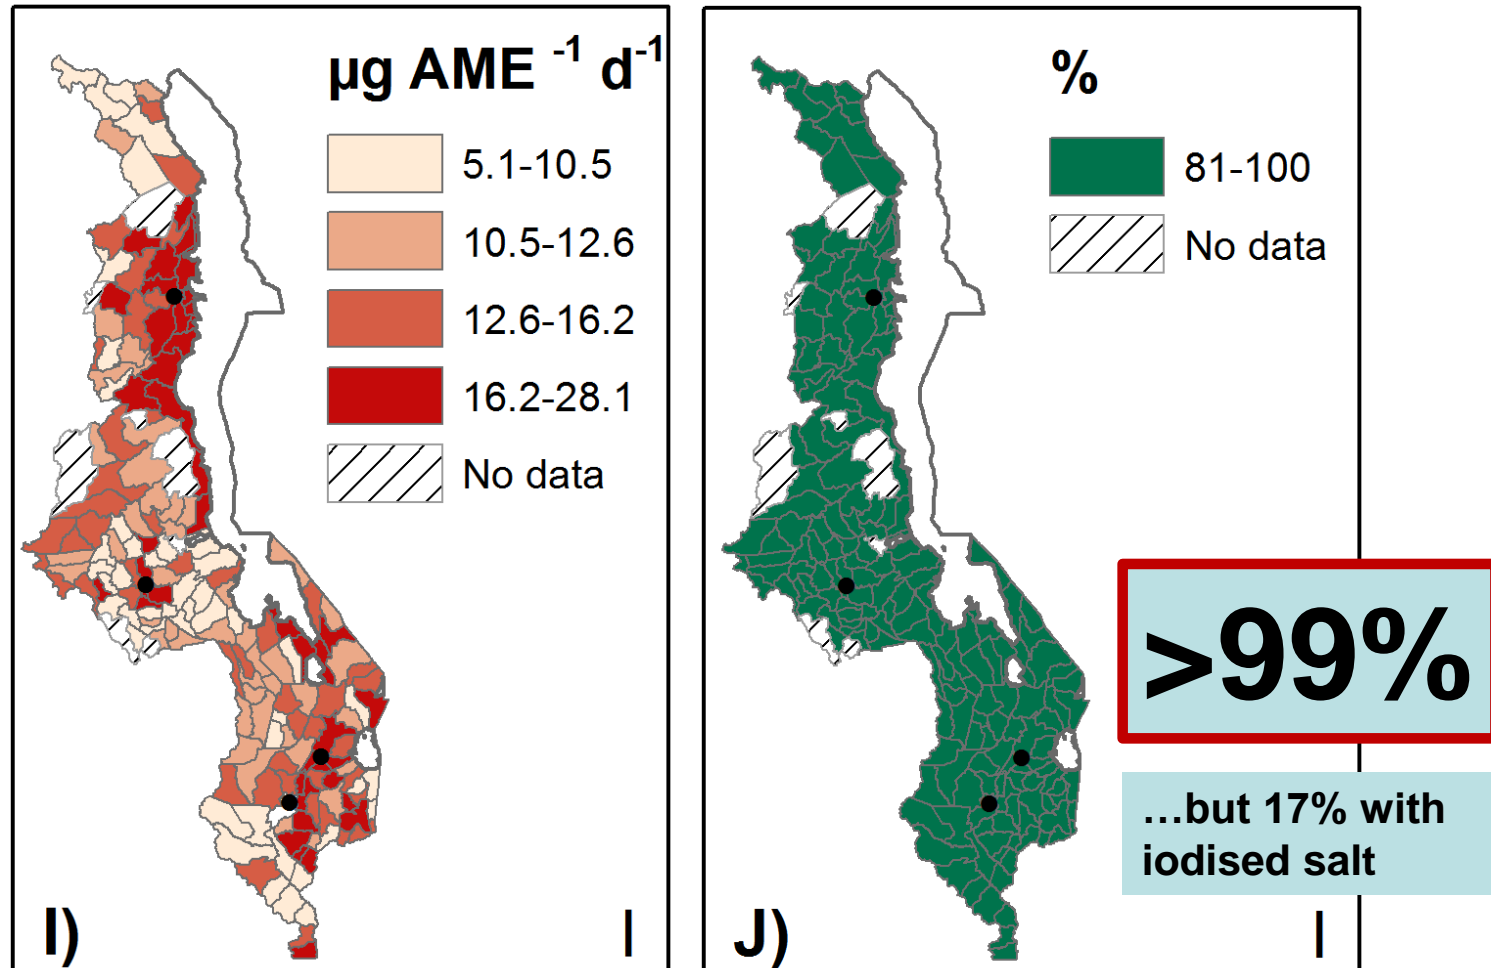 µg AME ⁻¹ d⁻¹
5.1-10.5
10.5-12.6
12.6-16.2
16.2-28.1
No data
I)
I
%
81-100
No data
J)
I
>99%
...but 17% with
iodised salt